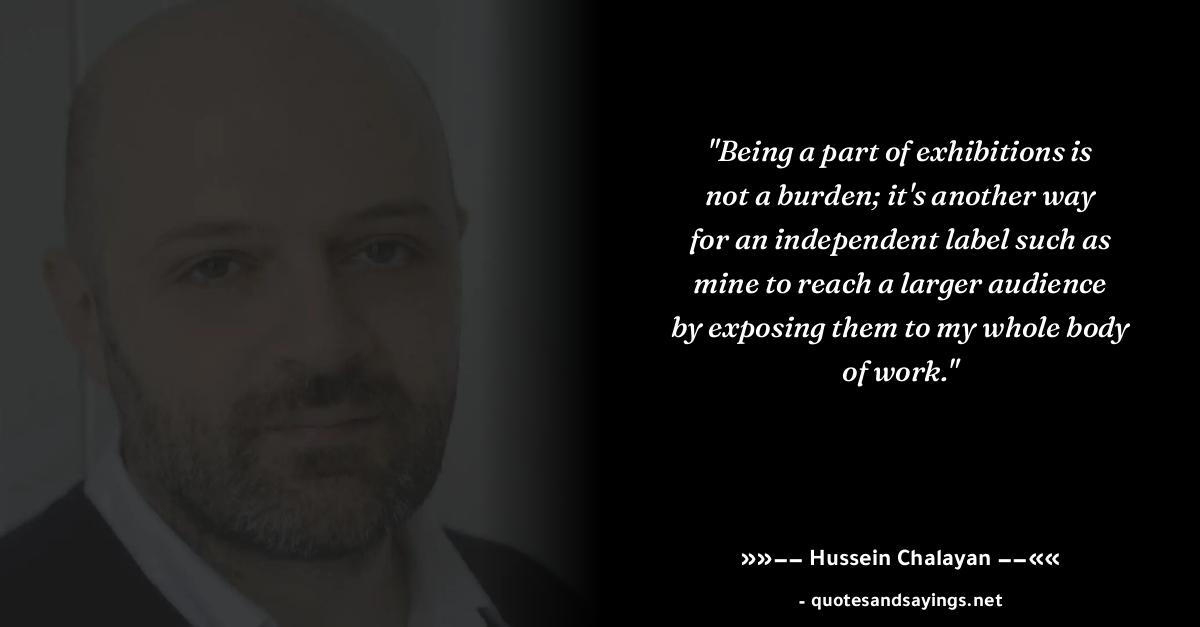 "Being a part of exhibitions is
not a burden; it's another way
for an independent label such as
mine to reach a larger audience
by exposing them to my whole body
of work."
»»–– Hussein Chalayan ––««
- quotesandsayings.net